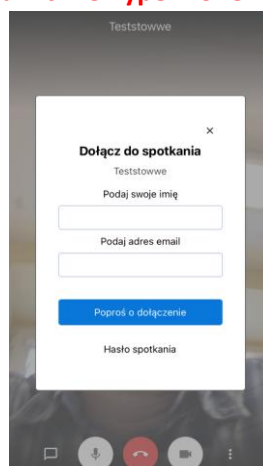 Teststowwe
×
Dołącz do spotkania
Teststowwe
Podaj swoje imię
Podaj adres email
Poproś o dołączenie
Hasło spotkania